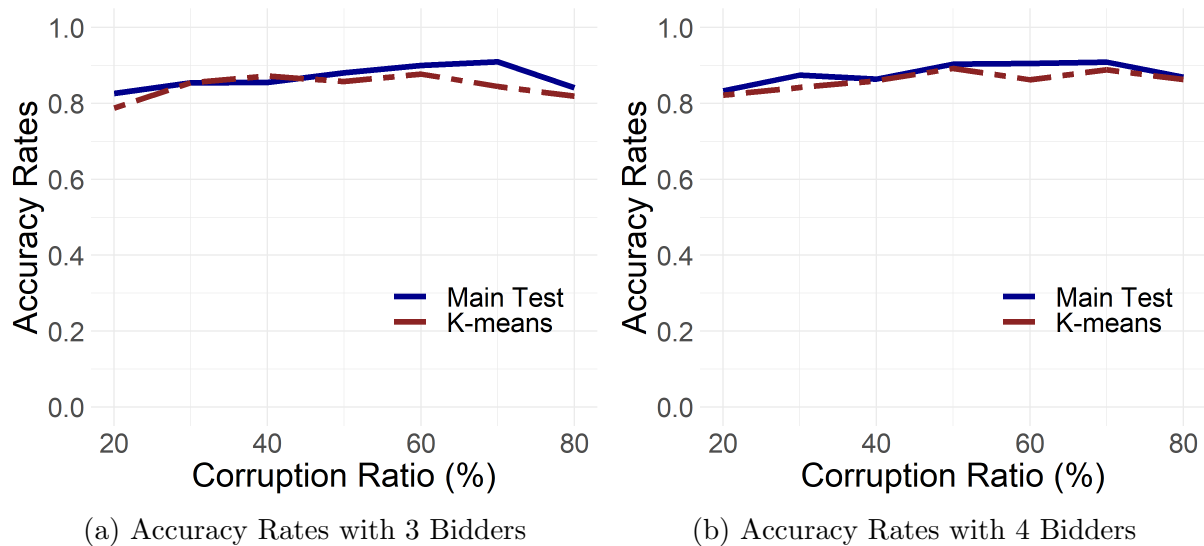 1.0
0.8
0.6
0.4
0.2
0.0
Accuracy Rates
Main Test
K-means
20 40 60 80
Corruption Ratio (%)
(a) Accuracy Rates with 3 Bidders
1.0
0.8
0.6
0.4
0.2
0.0
Accuracy Rates
Main Test
K-means
20 40 60 80
Corruption Ratio (%)
(b) Accuracy Rates with 4 Bidders